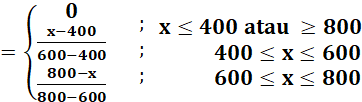 0
= { x−400 / 600−400 ; x ≤ 400 atau ≥ 800
400 ≤ x ≤ 600
800−x / 800−600 ; 600 ≤ x ≤ 800